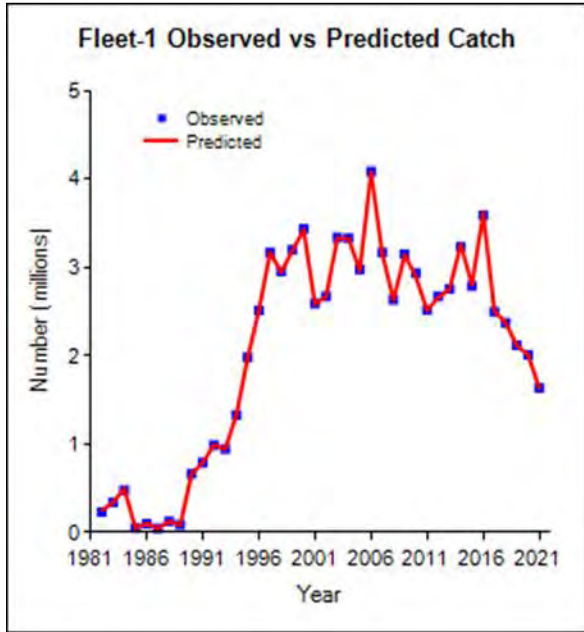 Fleet-1 Observed vs Predicted Catch
5
Observed
Predicted
4
3
2
1
0
Number (millions)
1981 1986 1991 1996 2001 2006 2011 2016 2021
Year